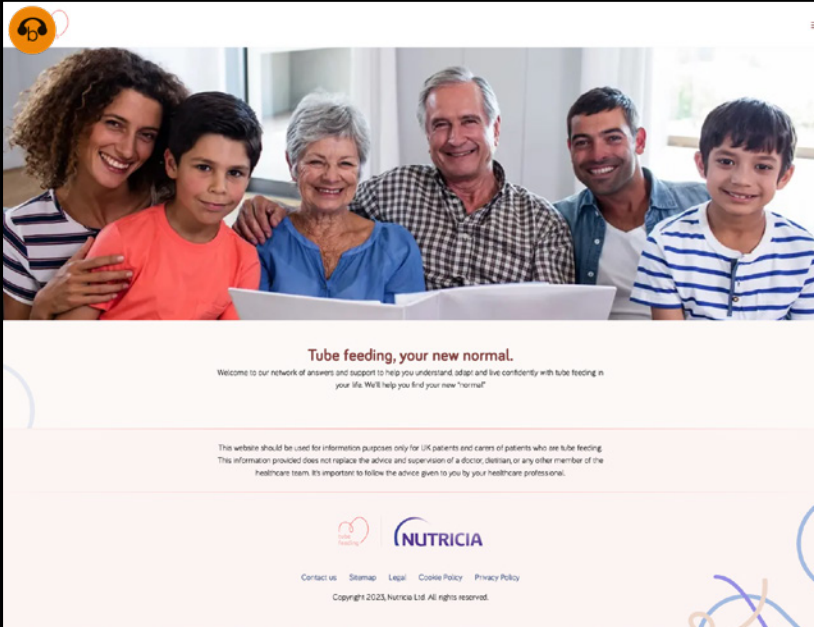 b
Tube feeding, your new normal.
Welcome to our network of answers and support to help you understand, adapt and live confidently with tube feeding in
your life. We'll help you find your new "normal"
This website should be used for information purposes only for UK patients and carers of patients who are tube feeding.
This information provided does not replace the advice and supervision of a doctor, dietitian, or any other member of the
healthcare team. It's important to follow the advice given to you by your healthcare professional.
tube
feeding
NUTRICIA
Contact us Sitemap Legal Cookie Policy Privacy Policy
Copyright 2023, Nutricia Ltd. All rights reserved.